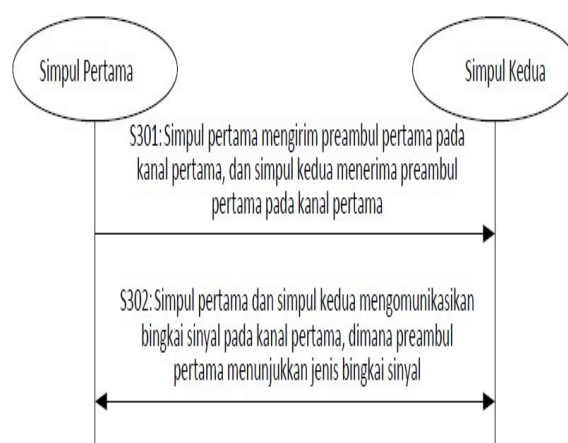 Simpul Pertama
Simpul Kedua
S301: Simpul pertama mengirim preambul pertama pada
kanal pertama, dan simpul kedua menerima preambul
pertama pada kanal pertama
S302: Simpul pertama dan simpul kedua mengomunikasikan
bingkai sinyal pada kanal pertama, dimana preambul
pertama menunjukkan jenis bingkai sinyal